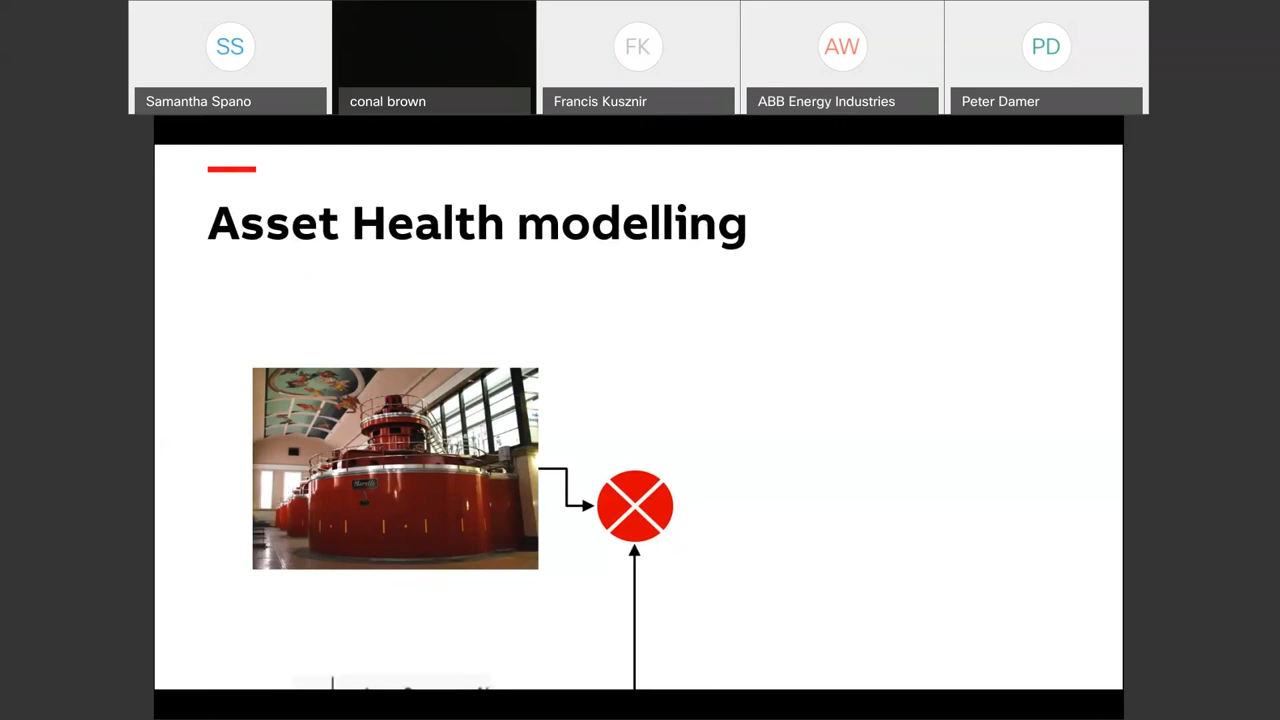 SS
FK
AW
PD
Samantha Spano
conal brown
Francis Kusznir
ABB Energy Industries
Peter Damer
Asset Health modelling